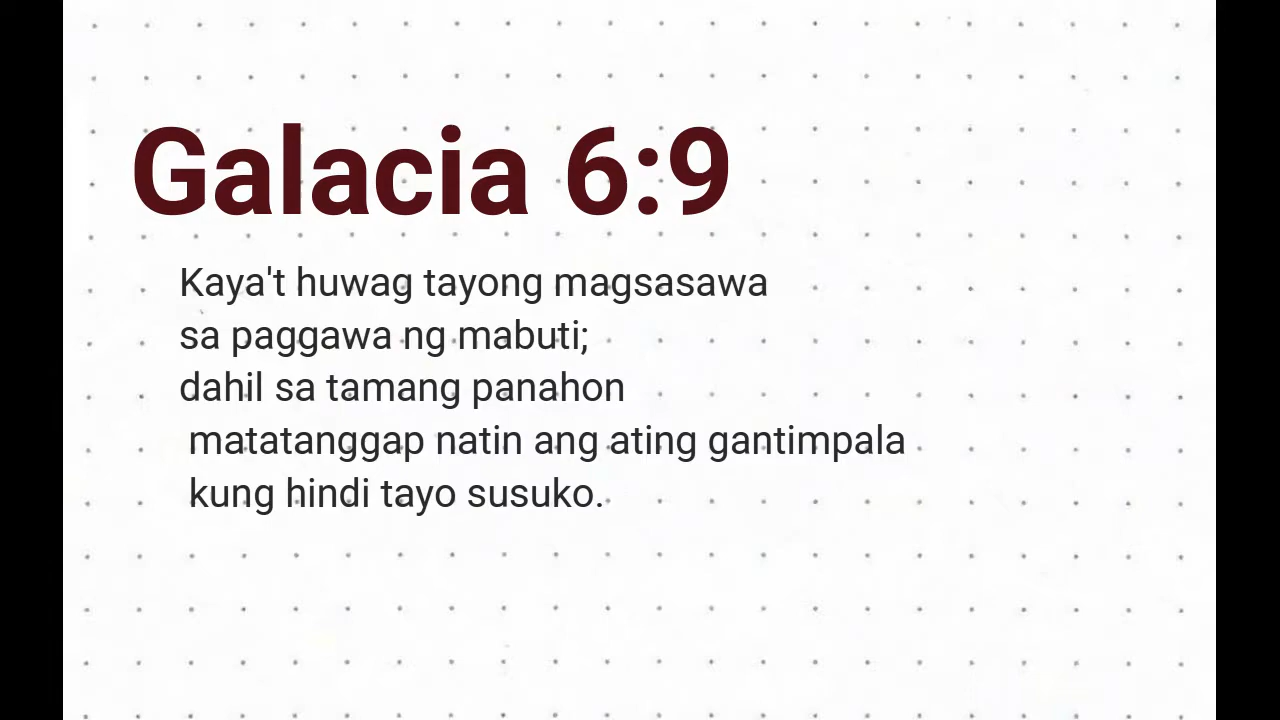 Galacia 6:9
Kaya't huwag tayong magsasawa
sa paggawa ng mabuti;
dahil sa tamang panahon
matatanggap natin ang ating gantimpala
kung hindi tayo susuko.